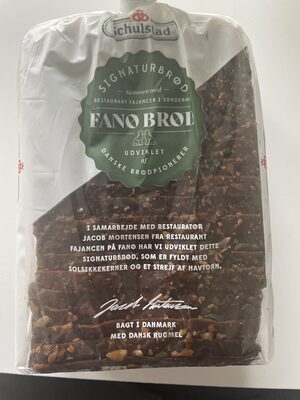 Schulstad
SIGNATURBRØD
Sammen med
RESTAURANT FAJANCEN I SØNDERHO
FANØ BRØD
UDVIKLET
af
DANSKE BRØDPIONERER
I SAMARBEJDE MED RESTAURATØR
JACOB MORTENSEN FRA RESTAURANT
FAJANCEN PÅ FANØ HAR VI UDVIKLET DETTE
SIGNATURBRØD, SOM ER FYLDT MED
SOLSIKKEKERNER OG ET STREJF AF HAVTORN.
BAGT I DANMARK
MED DANSK RUGMEL